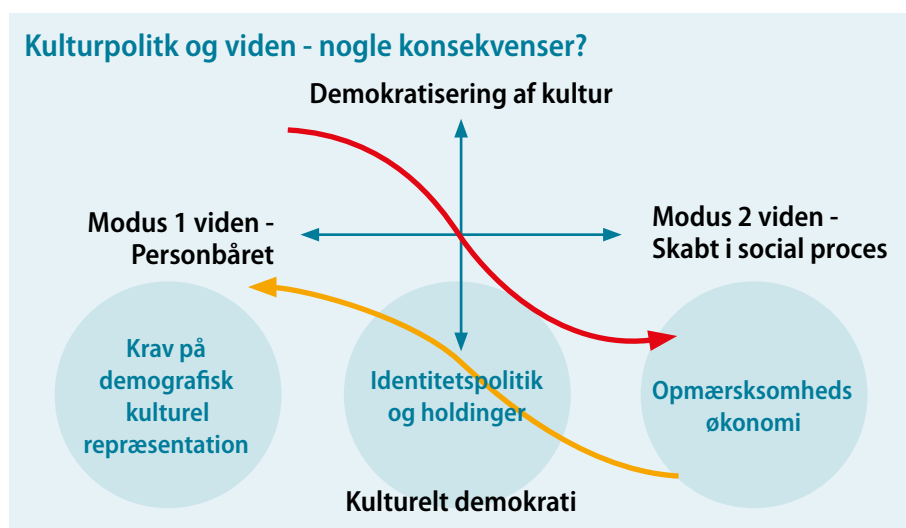 Kulturpolitk og viden - nogle konsekvenser?
Demokratisering af kultur
Modus 1 viden -
Personbåret
Modus 2 viden -
Skabt i social proces
Krav på
demografisk
kulturel
repræsentation
Identitetspolitik
og holdinger
Opmærsksomheds
økonomi
Kulturelt demokrati